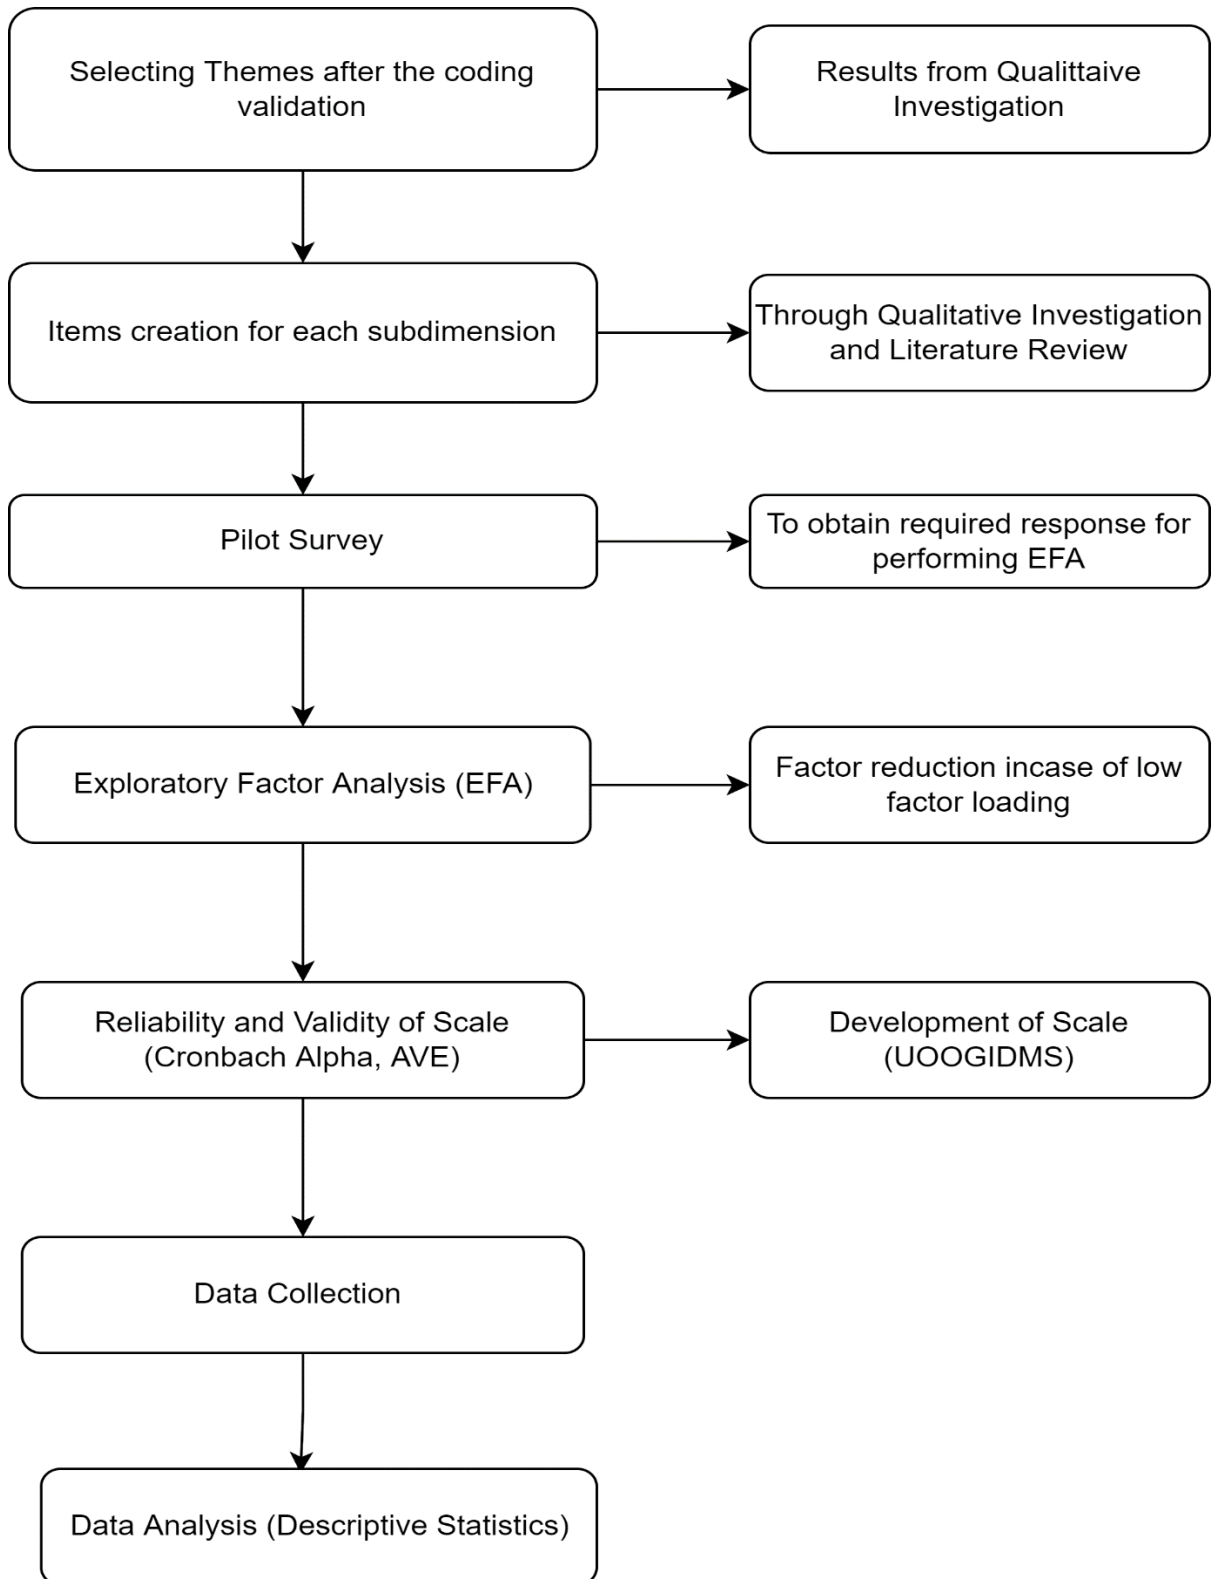 Selecting Themes after the coding
validation
Results from Qualittaive
Investigation
Items creation for each subdimension
Through Qualitative Investigation
and Literature Review
Pilot Survey
To obtain required response for
performing EFA
Exploratory Factor Analysis (EFA)
Factor reduction incase of low
factor loading
Reliability and Validity of Scale
(Cronbach Alpha, AVE)
Development of Scale
(UOOGIDMS)
Data Collection
Data Analysis (Descriptive Statistics)